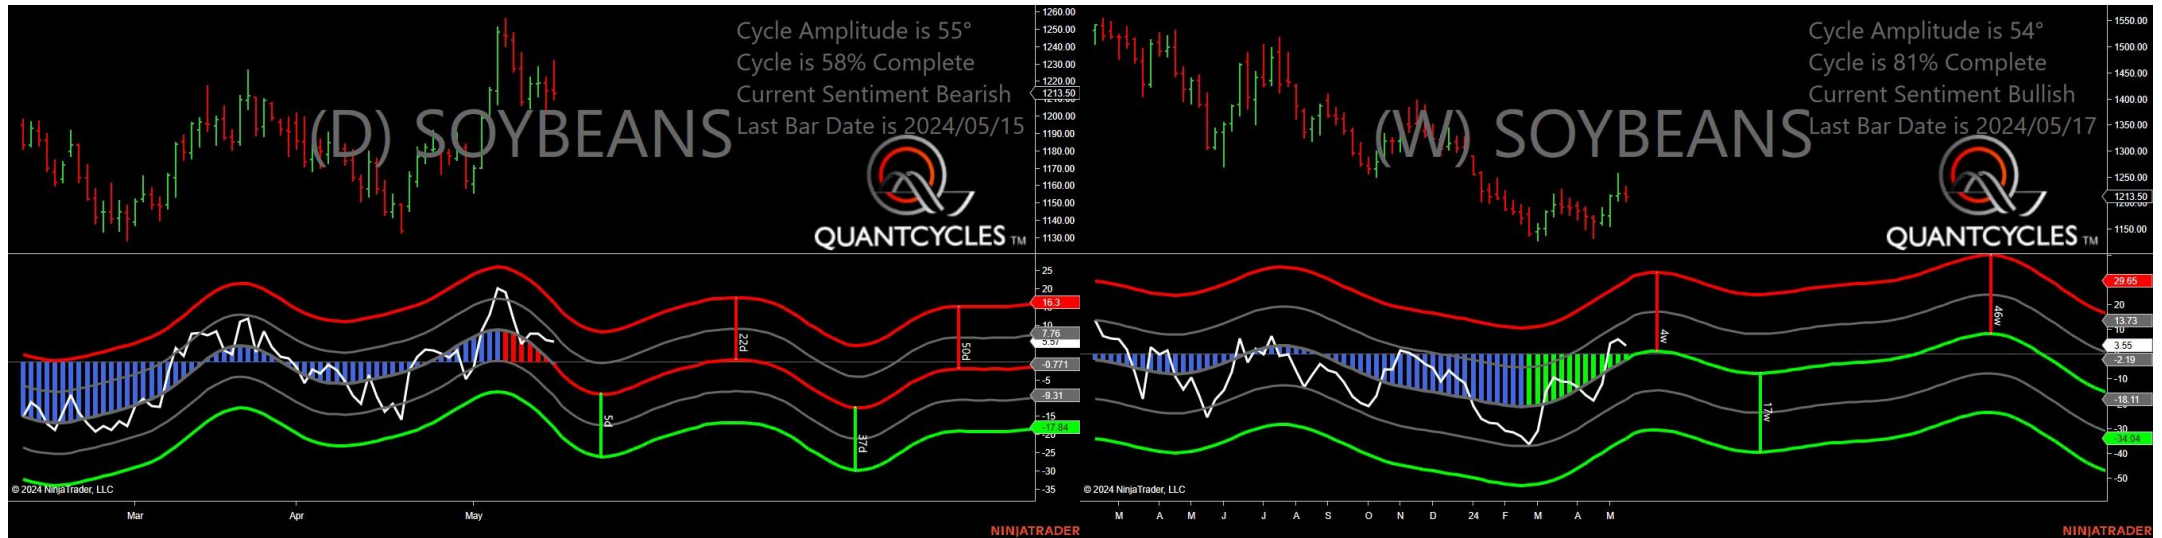 Cycle Amplitude is 55°
Cycle is 58% Complete
Current Sentiment Bearish
Last Bar Date is 2024/05/15
(D) SOYBEANS
QUANTCYCLES TM
1260.00
1250.00
1240.00
1230.00
1220.00
1213.50
1200.00
1190.00
1180.00
1170.00
1160.00
1150.00
1140.00
1130.00
25
20
16.3
10
7.76
5.57
-0.771
-5
-9.31
-15
-17.84
-20
-25
-30
-35
22d
50d
5d
37d
© 2024 NinjaTrader, LLC
Mar Apr May
NINJATRADER
Cycle Amplitude is 54°
Cycle is 81% Complete
Current Sentiment Bullish
Last Bar Date is 2024/05/17
(W) SOYBEANS
QUANTCYCLES TM
1550.00
1500.00
1450.00
1400.00
1350.00
1300.00
1250.00
1213.50
1200.00
1150.00
29.65
20
13.73
10
3.55
-2.19
-10
-18.11
-30
-34.04
-40
-50
4w
46w
17w
© 2024 NinjaTrader, LLC
M A M J J A S O N D 24 F M A M
NINJATRADER